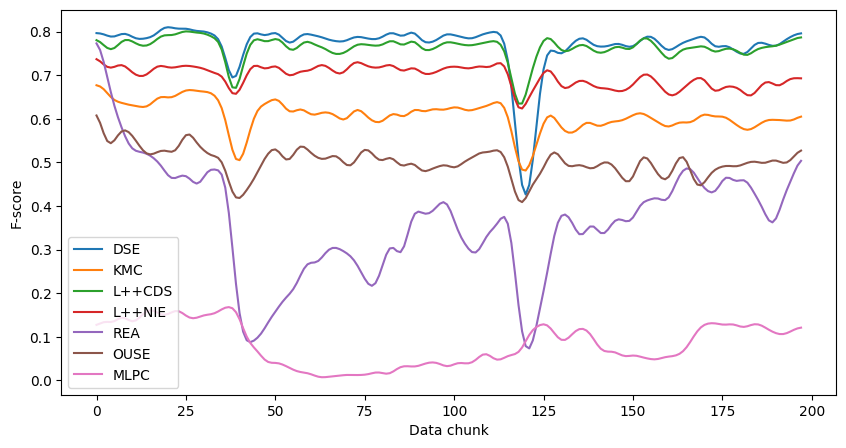 0.8
0.7
0.6
0.5
0.4
0.3
0.2
0.1
0.0
F-score
DSE
KMC
L++CDS
L++NIE
REA
OUSE
MLPC
0 25 50 75 100 125 150 175 200
Data chunk